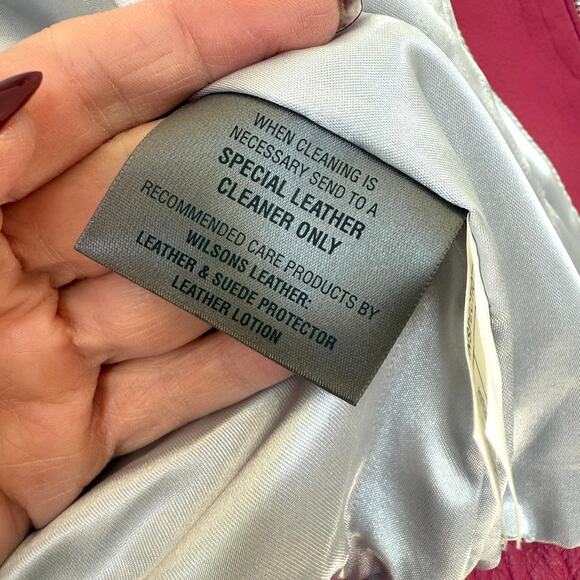 WHEN CLEANING IS
NECESSARY SEND TO A
SPECIAL LEATHER
CLEANER ONLY
RECOMMENDED CARE PRODUCTS BY
WILSONS LEATHER:
LEATHER & SUEDE PROTECTOR
LEATHER LOTION